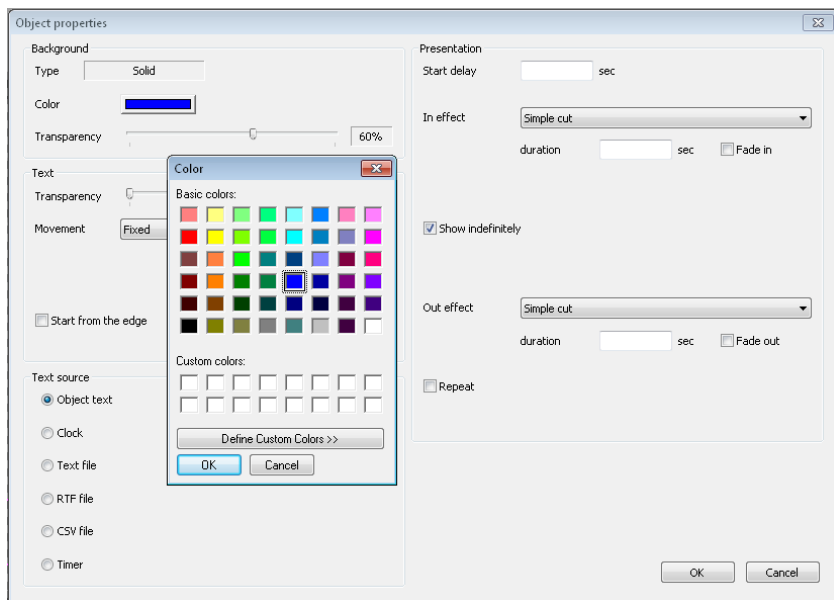 Object properties
Background
Type Solid
Color
Transparency 60%
Text
Transparency
Movement Fixed
Start from the edge
Text source
Object text
Clock
Text file
RTF file
CSV file
Timer
Color
Basic colors:
Custom colors:
Define Custom Colors >>
OK Cancel
Presentation
Start delay sec
In effect Simple cut
duration sec Fade in
Show indefinitely
Out effect Simple cut
duration sec Fade out
Repeat
OK Cancel